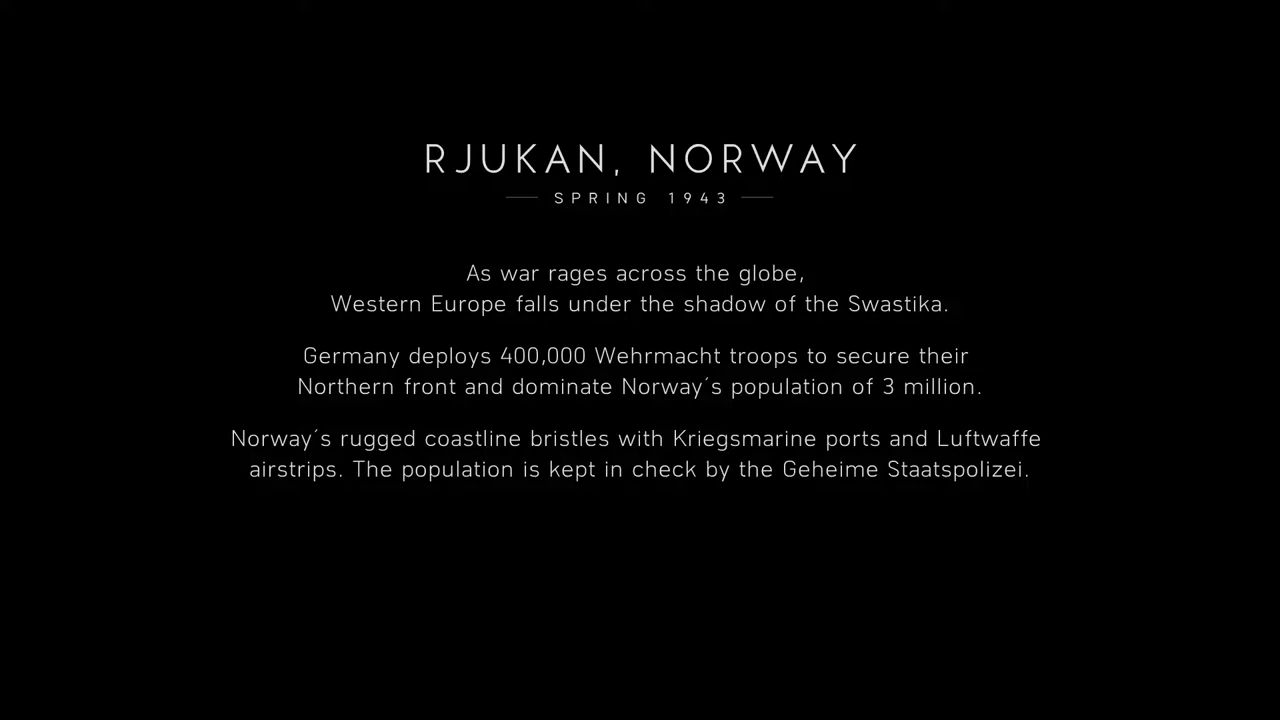 RJUKAN, NORWAY
SPRING 1943
As war rages across the globe,
Western Europe falls under the shadow of the Swastika.
Germany deploys 400,000 Wehrmacht troops to secure their
Northern front and dominate Norway´s population of 3 million.
Norway´s rugged coastline bristles with Kriegsmarine ports and Luftwaffe
airstrips. The population is kept in check by the Geheime Staatspolizei.